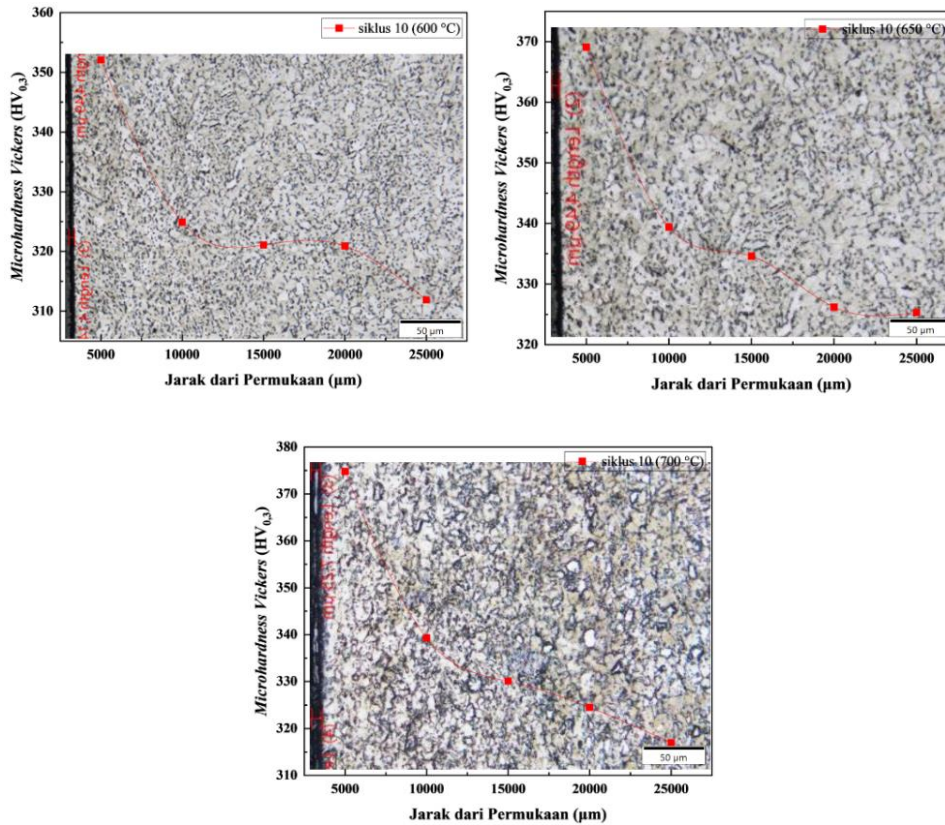 360
350
340
330
320
310
Microhardness Vickers (HV0,3)
siklus 10 (600 °C)
50 µm
5000 10000 15000 20000 25000
Jarak dari Permukaan (µm)
370
360
350
340
330
320
Microhardness Vickers (HV0,3)
siklus 10 (650 °C)
50 µm
5000 10000 15000 20000 25000
Jarak dari Permukaan (µm)
380
370
360
350
340
330
320
310
Microhardness Vickers (HV0,3)
siklus 10 (700 °C)
50 µm
5000 10000 15000 20000 25000
Jarak dari Permukaan (µm)